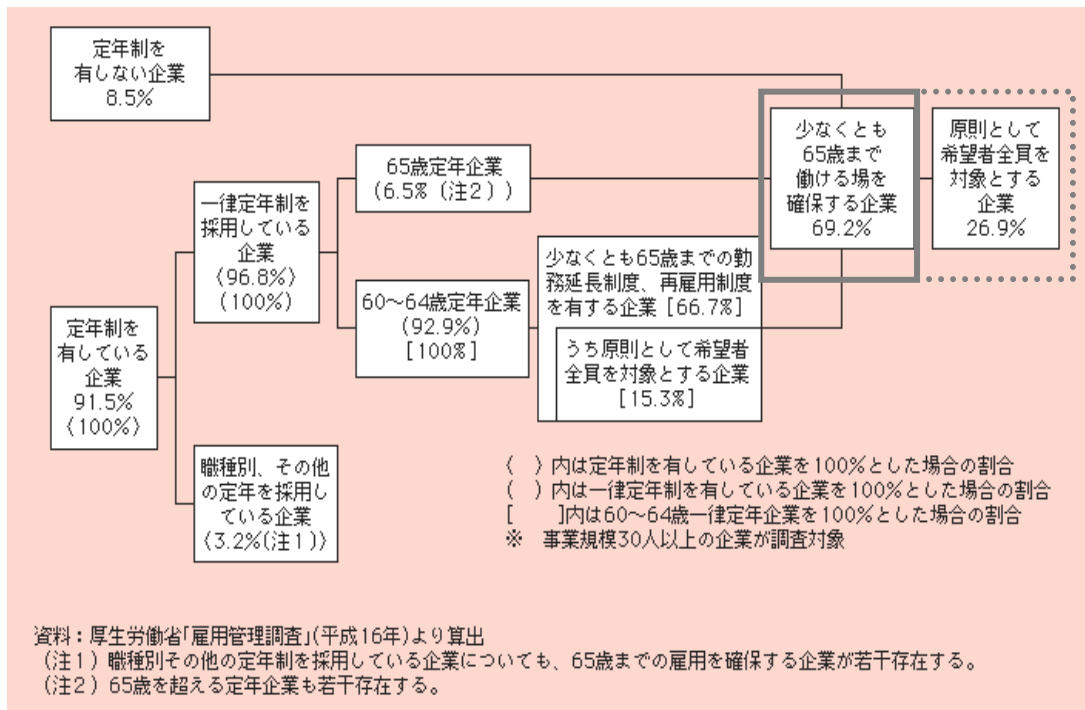 定年制を
有しない企業
8.5%
定年制を
有している
企業
91.5%
〈100%〉
一律定年制を
採用している
企業
〈96.8%〉
(100%)
職種別、その他
の定年を採用し
ている企業
〈3.2%(注1)〉
65歳定年企業
(6.5%（注2）)
60～64歳定年企業
(92.9%)
[100%]
少なくとも65歳までの勤
務延長制度、再雇用制度
を有する企業 [66.7%]
うち原則として希望者
全員を対象とする企業
[15.3%]
少なくとも
65歳まで
働ける場を
確保する企業
69.2%
原則として
希望者全員を
対象とする
企業
26.9%
〈　〉内は定年制を有している企業を100%とした場合の割合
(　)内は一律定年制を有している企業を100%とした場合の割合
[　]内は60～64歳一律定年企業を100%とした場合の割合
※　事業規模30人以上の企業が調査対象
資料：厚生労働省「雇用管理調査」(平成16年)より算出
（注1）職種別その他の定年制を採用している企業についても、65歳までの雇用を確保する企業が若干存在する。
（注2）65歳を超える定年企業も若干存在する。